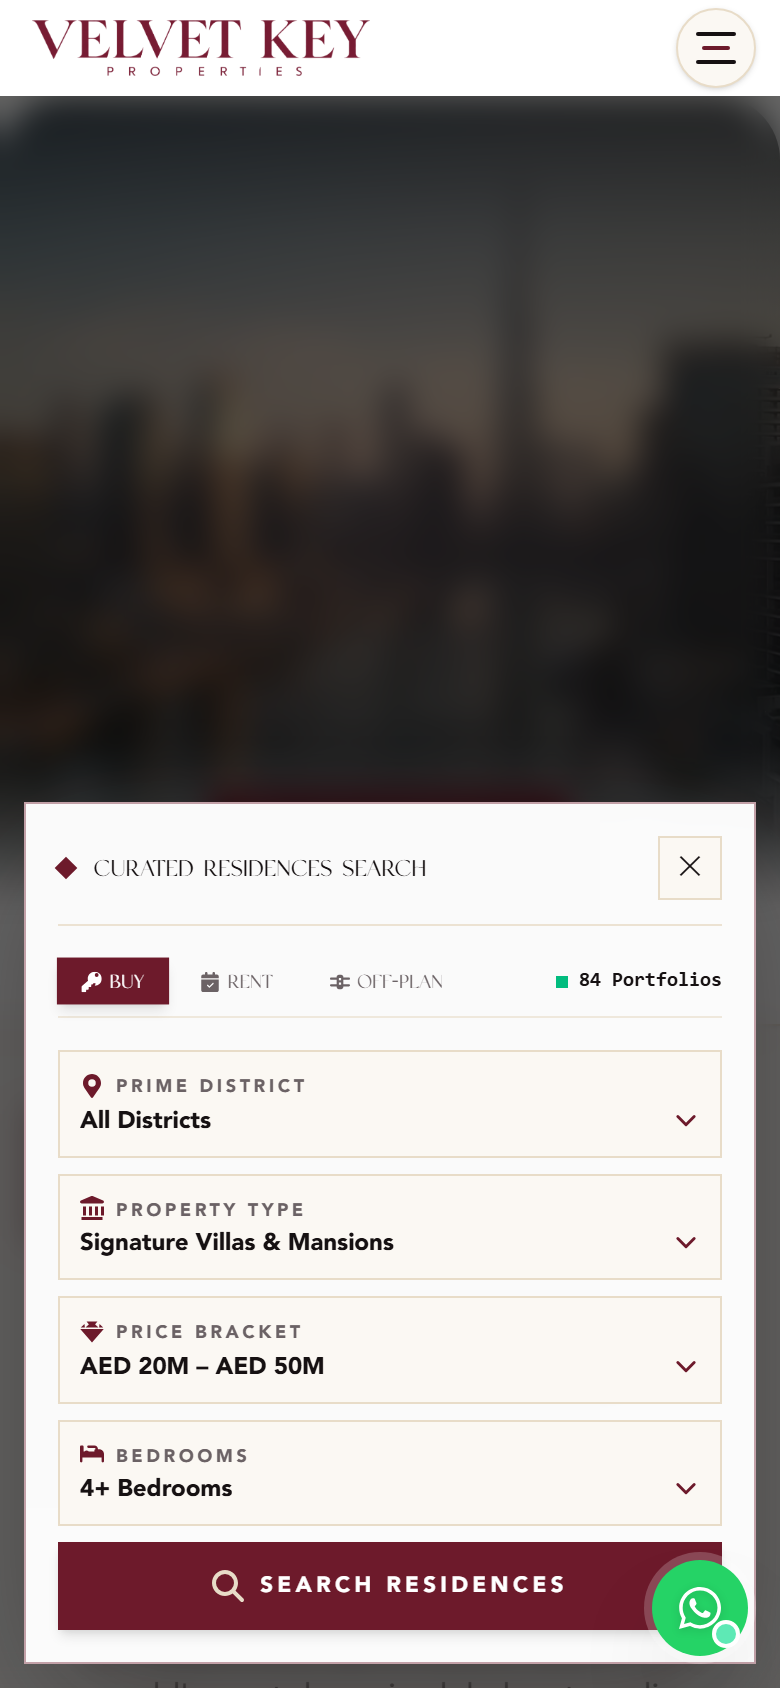 VELVET KEY
PROPERTIES
CURATED RESIDENCES SEARCH
BUY
RENT
OFF-PLAN
84 Portfolios
PRIME DISTRICT
All Districts
PROPERTY TYPE
Signature Villas & Mansions
PRICE BRACKET
AED 20M – AED 50M
BEDROOMS
4+ Bedrooms
SEARCH RESIDENCES